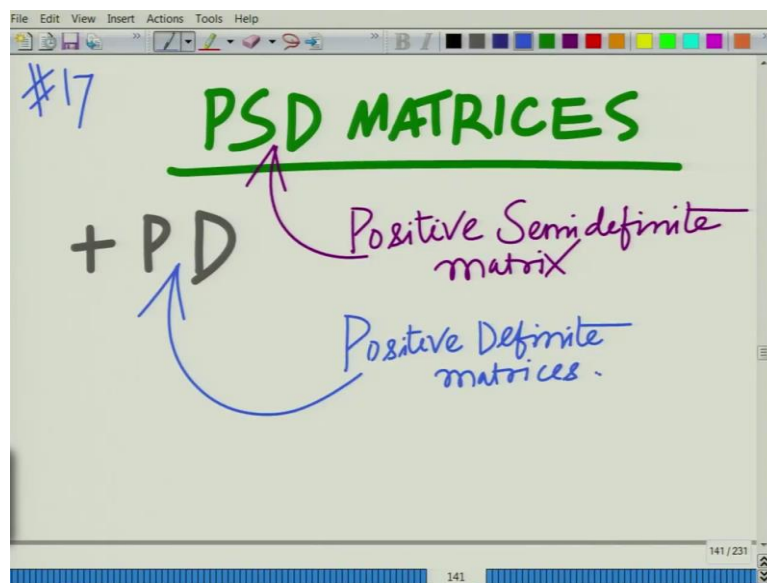 File Edit View Insert Actions Tools Help
B I
#17
PSD MATRICES
Positive Semidefinite
matrix
+ PD
Positive Definite
matrices.
141 / 231
141